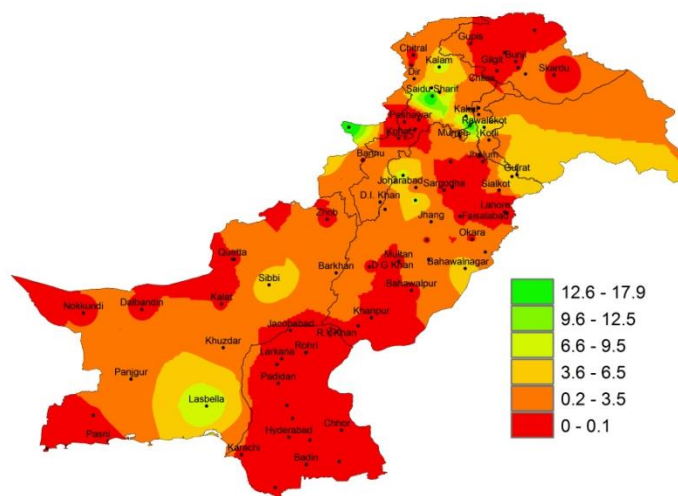 Gupis
Chitral
Gilgit
Bunji
Kalam
Dir
Skardu
Chilas
Saidu Sharif
Kakul
Peshawar
Rawalakot
Kohat
Murree
Kotli
Bannu
Jhelum
Gujrat
Joharabad
Sargodha
Sialkot
D.I. Khan
Lahore
Zhob
Faisalabad
Jhang
Okara
Quetta
Multan
D.G Khan
Bahawalnagar
Sibbi
Barkhan
Bahawalpur
12.6 - 17.9
Nokkundi
Dalbandin
Kalat
9.6 - 12.5
Khanpur
6.6 - 9.5
Jacobabad
R.Y.Khan
3.6 - 6.5
Khuzdar
Larkana
Rohri
0.2 - 3.5
Panjgur
Padidan
0 - 0.1
Lasbella
Pasni
Hyderabad
Chhor
Karachi
Badin